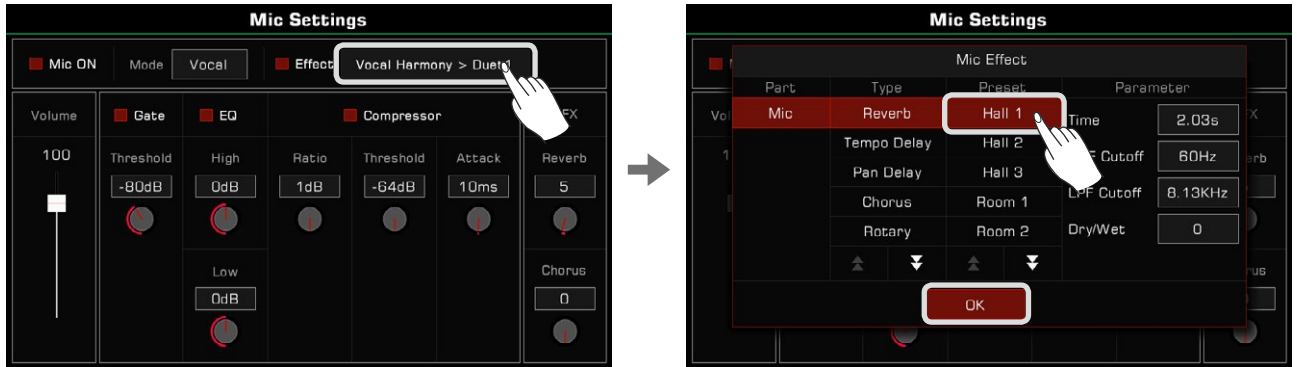 Mic Settings
Mic ON Mode Vocal Effect Vocal Harmony > Duet 1
Volume Gate EQ Compressor FX
100 Threshold High Ratio Threshold Attack Reverb
-80dB 0dB 1dB -64dB 10ms 5
Low Chorus
0dB 0
Mic Settings
Mic Effect
Part Type Preset Parameter
Mic Reverb Hall 1 Time 2.03s
Tempo Delay Hall 2 Cutoff 60Hz
Pan Delay Hall 3 LPF Cutoff 8.13KHz
Chorus Room 1
Rotary Room 2 Dry/Wet 0
OK